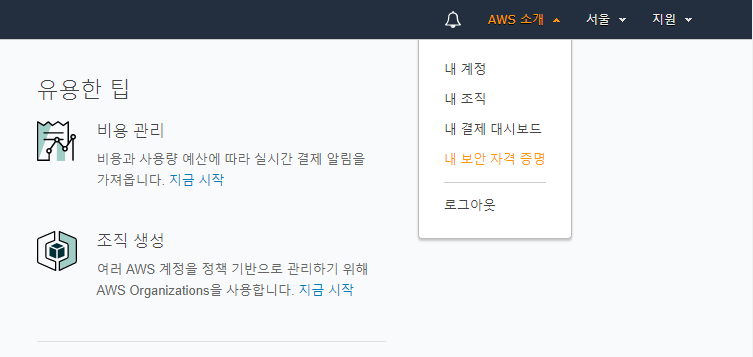 AWS 소개 서울 지원
내 계정
내 조직
내 결제 대시보드
내 보안 자격 증명
로그아웃
유용한 팁
비용 관리
비용과 사용량 예산에 따라 실시간 결제 알림을
가져옵니다. 지금 시작
조직 생성
여러 AWS 계정을 정책 기반으로 관리하기 위해
AWS Organizations을 사용합니다. 지금 시작